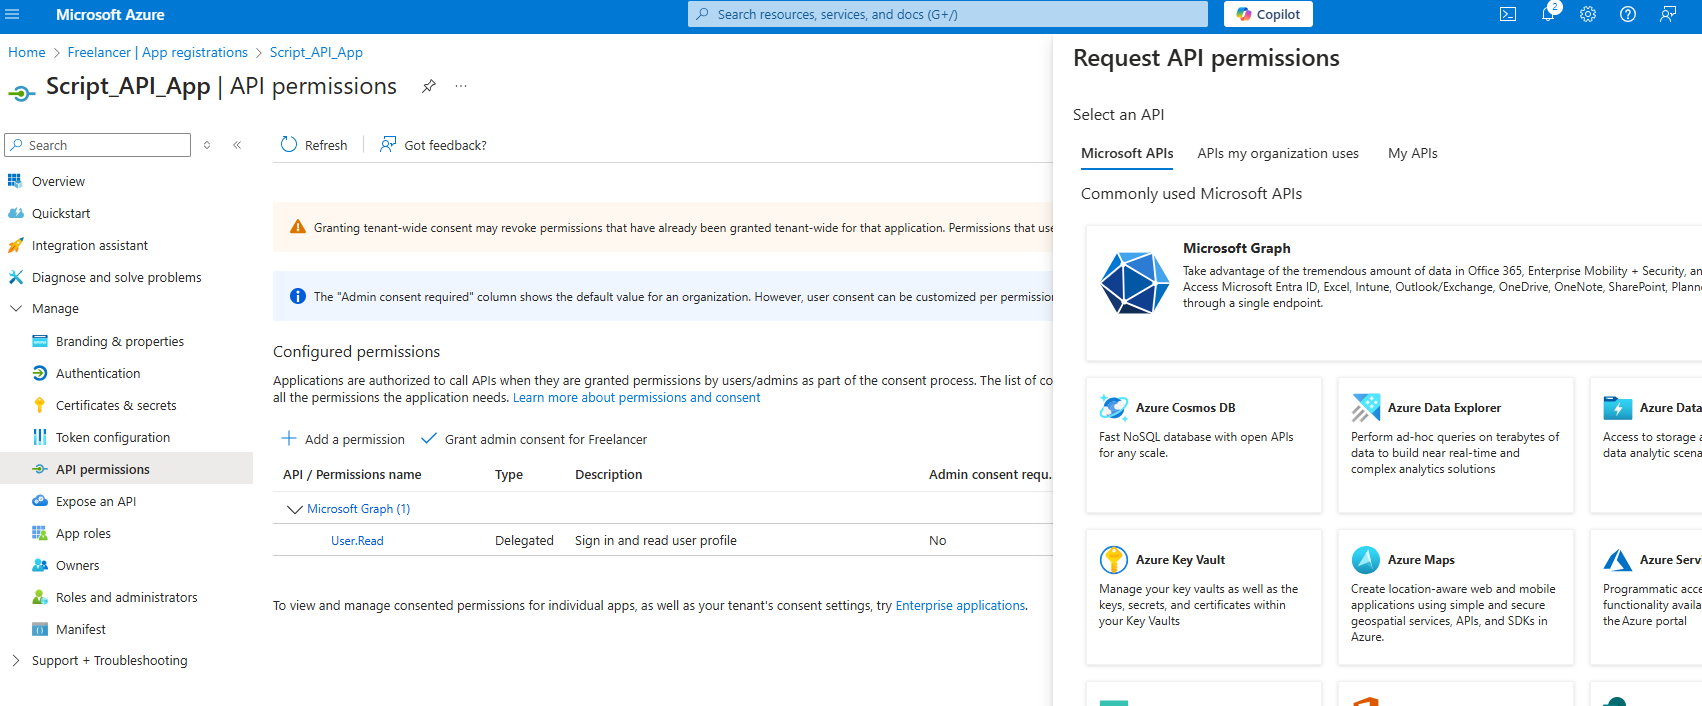 Microsoft Azure
Search resources, services, and docs (G+/)
Copilot
2
Home > Freelancer | App registrations > Script_API_App
Script_API_App | API permissions
...
Search
Overview
Quickstart
Integration assistant
Diagnose and solve problems
Manage
Branding & properties
Authentication
Certificates & secrets
Token configuration
API permissions
Expose an API
App roles
Owners
Roles and administrators
Manifest
Support + Troubleshooting
Refresh
Got feedback?
Granting tenant-wide consent may revoke permissions that have already been granted tenant-wide for that application. Permissions that use
The "Admin consent required" column shows the default value for an organization. However, user consent can be customized per permission
Configured permissions
Applications are authorized to call APIs when they are granted permissions by users/admins as part of the consent process. The list of co
all the permissions the application needs. Learn more about permissions and consent
Add a permission
Grant admin consent for Freelancer
API / Permissions name Type Description Admin consent requ...
Microsoft Graph (1)
User.Read Delegated Sign in and read user profile No
To view and manage consented permissions for individual apps, as well as your tenant's consent settings, try Enterprise applications.
Request API permissions
Select an API
Microsoft APIs APIs my organization uses My APIs
Commonly used Microsoft APIs
Microsoft Graph
Take advantage of the tremendous amount of data in Office 365, Enterprise Mobility + Security, an
Access Microsoft Entra ID, Excel, Intune, Outlook/Exchange, OneDrive, OneNote, SharePoint, Planne
through a single endpoint.
Azure Cosmos DB
Fast NoSQL database with open APIs
for any scale.
Azure Data Explorer
Perform ad-hoc queries on terabytes of
data to build near real-time and
complex analytics solutions
Azure Data
Access to storage a
data analytic scena
Azure Key Vault
Manage your key vaults as well as the
keys, secrets, and certificates within
your Key Vaults
Azure Maps
Create location-aware web and mobile
applications using simple and secure
geospatial services, APIs, and SDKs in
Azure.
Azure Servi
Programmatic acce
functionality availa
the Azure portal